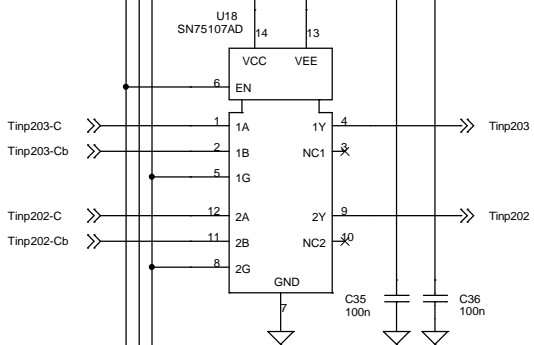 U18
SN75107AD
14 13
VCC VEE
6 EN
Tinp203-C 1 1A 1Y 4 Tinp203
Tinp203-Cb 2 1B NC1 3
5 1G
Tinp202-C 12 2A 2Y 9 Tinp202
Tinp202-Cb 11 2B NC2 10
8 2G
GND
7
C35 C36
100n 100n